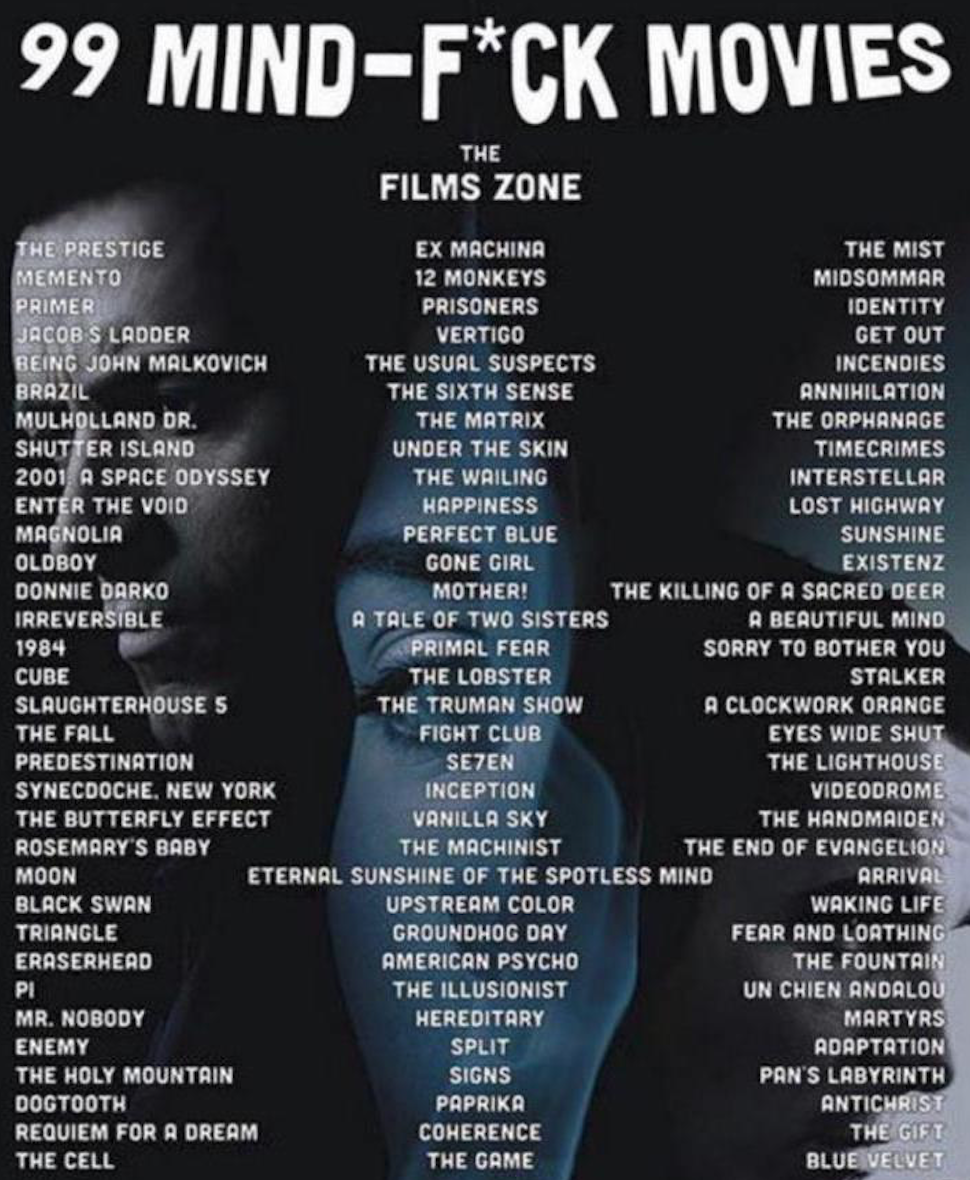 99 MIND-F*CK MOVIES
THE
FILMS ZONE
THE PRESTIGE
MEMENTO
PRIMER
JACOB'S LADDER
BEING JOHN MALKOVICH
BRAZIL
MULHOLLAND DR.
SHUTTER ISLAND
2001: A SPACE ODYSSEY
ENTER THE VOID
MAGNOLIA
OLDBOY
DONNIE DARKO
IRREVERSIBLE
1984
CUBE
SLAUGHTERHOUSE 5
THE FALL
PREDESTINATION
SYNECDOCHE, NEW YORK
THE BUTTERFLY EFFECT
ROSEMARY'S BABY
MOON
BLACK SWAN
TRIANGLE
ERASERHEAD
PI
MR. NOBODY
ENEMY
THE HOLY MOUNTAIN
DOGTOOTH
REQUIEM FOR A DREAM
THE CELL
EX MACHINA
12 MONKEYS
PRISONERS
VERTIGO
THE USUAL SUSPECTS
THE SIXTH SENSE
THE MATRIX
UNDER THE SKIN
THE WAILING
HAPPINESS
PERFECT BLUE
GONE GIRL
MOTHER!
A TALE OF TWO SISTERS
PRIMAL FEAR
THE LOBSTER
THE TRUMAN SHOW
FIGHT CLUB
SE7EN
INCEPTION
VANILLA SKY
THE MACHINIST
ETERNAL SUNSHINE OF THE SPOTLESS MIND
UPSTREAM COLOR
GROUNDHOG DAY
AMERICAN PSYCHO
THE ILLUSIONIST
HEREDITARY
SPLIT
SIGNS
PAPRIKA
COHERENCE
THE GAME
THE MIST
MIDSOMMAR
IDENTITY
GET OUT
INCENDIES
ANNIHILATION
THE ORPHANAGE
TIMECRIMES
INTERSTELLAR
LOST HIGHWAY
SUNSHINE
EXISTENZ
THE KILLING OF A SACRED DEER
A BEAUTIFUL MIND
SORRY TO BOTHER YOU
STALKER
A CLOCKWORK ORANGE
EYES WIDE SHUT
THE LIGHTHOUSE
VIDEODROME
THE HANDMAIDEN
THE END OF EVANGELION
ARRIVAL
WAKING LIFE
FEAR AND LOATHING
THE FOUNTAIN
UN CHIEN ANDALOU
MARTYRS
ADAPTATION
PAN'S LABYRINTH
ANTICHRIST
THE GIFT
BLUE VELVET